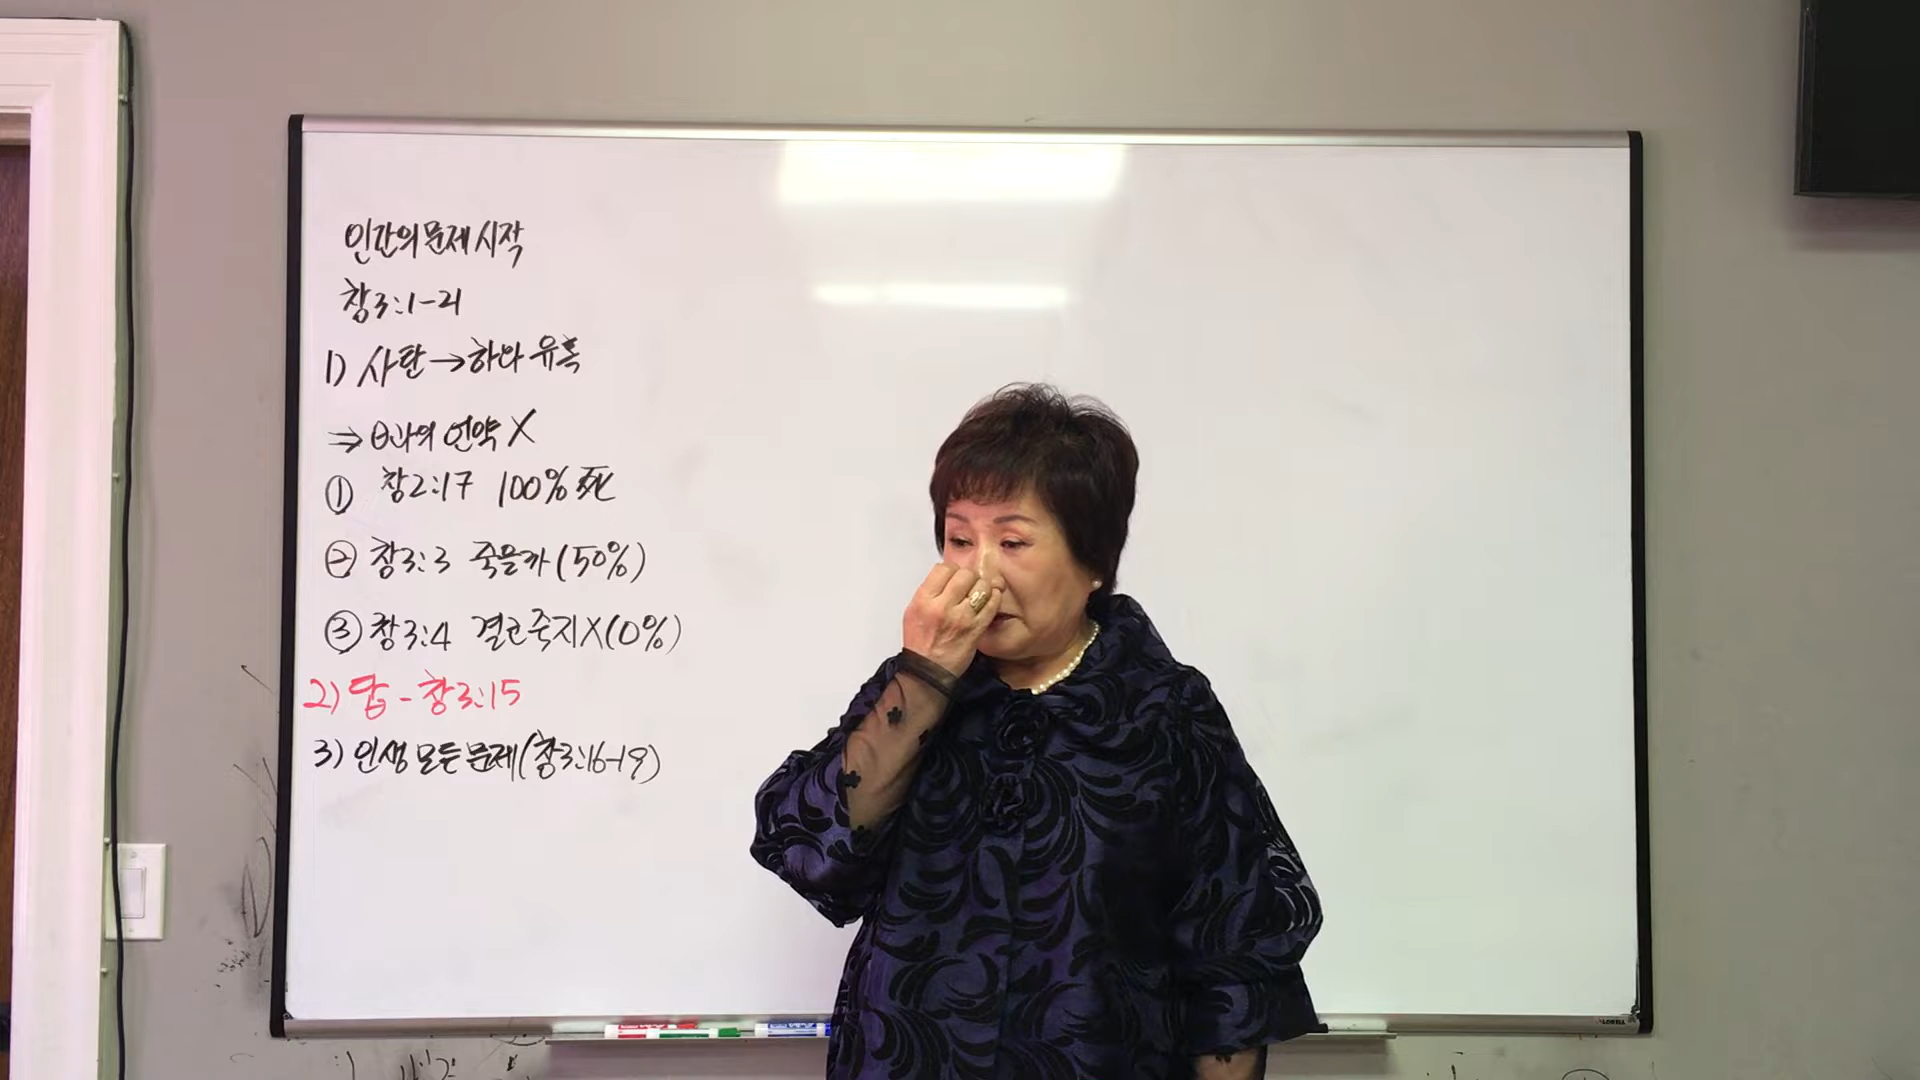 인간의 문제 시작
창3:1-21
1) 사탄→하와 유혹
⇒ θ과의 언약 X
① 창2:17 100% 死
② 창3:3 죽을까 (50%)
③ 창3:4 결코 죽지X (0%)
2) 답 - 창3:15
3) 인생 모든 문제 (창3:16-19)